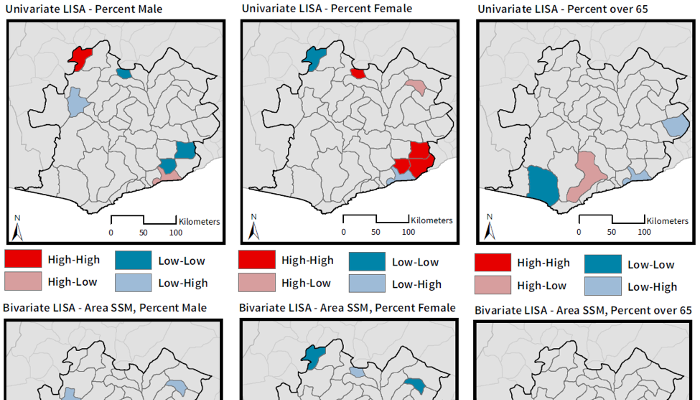 Univariate LISA - Percent Male
Univariate LISA - Percent Female
Univariate LISA - Percent over 65
N
0 50 100 Kilometers
N
0 50 100 Kilometers
N
0 50 100 Kilometers
High-High
Low-Low
High-Low
Low-High
High-High
Low-Low
High-Low
Low-High
High-High
Low-Low
High-Low
Low-High
Bivariate LISA - Area SSM, Percent Male
Bivariate LISA - Area SSM, Percent Female
Bivariate LISA - Area SSM, Percent over 65